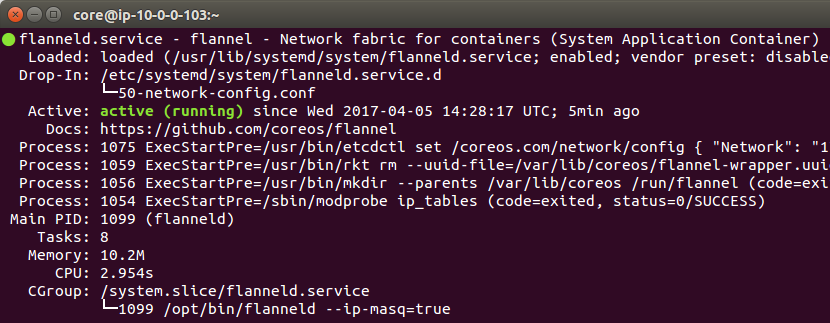 core@ip-10-0-0-103:~
● flanneld.service - flannel - Network fabric for containers (System Application Container)
Loaded: loaded (/usr/lib/systemd/system/flanneld.service; enabled; vendor preset: disable
Drop-In: /etc/systemd/system/flanneld.service.d
└─50-network-config.conf
Active: active (running) since Wed 2017-04-05 14:28:17 UTC; 5min ago
Docs: https://github.com/coreos/flannel
Process: 1075 ExecStartPre=/usr/bin/etcdctl set /coreos.com/network/config { "Network": "1
Process: 1059 ExecStartPre=/usr/bin/rkt rm --uuid-file=/var/lib/coreos/flannel-wrapper.uuid
Process: 1056 ExecStartPre=/usr/bin/mkdir --parents /var/lib/coreos /run/flannel (code=exit
Process: 1054 ExecStartPre=/sbin/modprobe ip_tables (code=exited, status=0/SUCCESS)
Main PID: 1099 (flanneld)
Tasks: 8
Memory: 10.2M
CPU: 2.954s
CGroup: /system.slice/flanneld.service
└─1099 /opt/bin/flanneld --ip-masq=true